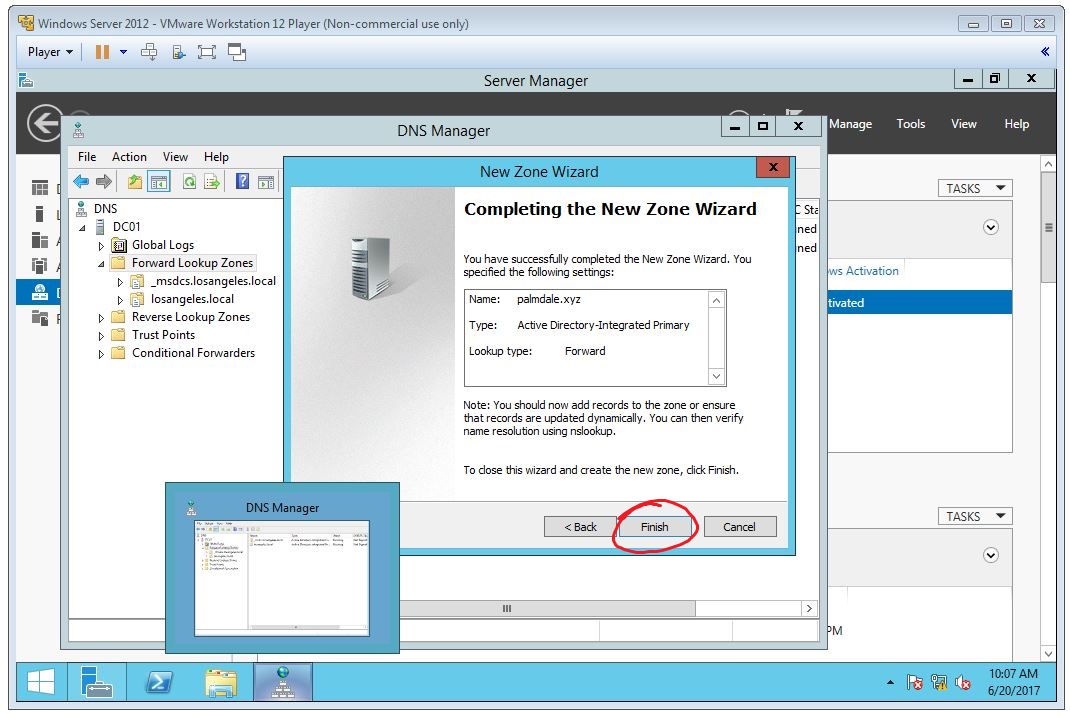 Windows Server 2012 - VMware Workstation 12 Player (Non-commercial use only)
Player
Server Manager
Manage Tools View Help
DNS Manager
File Action View Help
New Zone Wizard
TASKS
DNS
DC01
Global Logs
Forward Lookup Zones
_msdcs.losangeles.local
losangeles.local
Reverse Lookup Zones
Trust Points
Conditional Forwarders
Completing the New Zone Wizard
You have successfully completed the New Zone Wizard. You
specified the following settings:
Name: palmdale.xyz
Type: Active Directory-Integrated Primary
Lookup type: Forward
Note: You should now add records to the zone or ensure
that records are updated dynamically. You can then verify
name resolution using nslookup.
To close this wizard and create the new zone, click Finish.
< Back Finish Cancel
Activation
TASKS
PM
DNS Manager
10:07 AM
6/20/2017